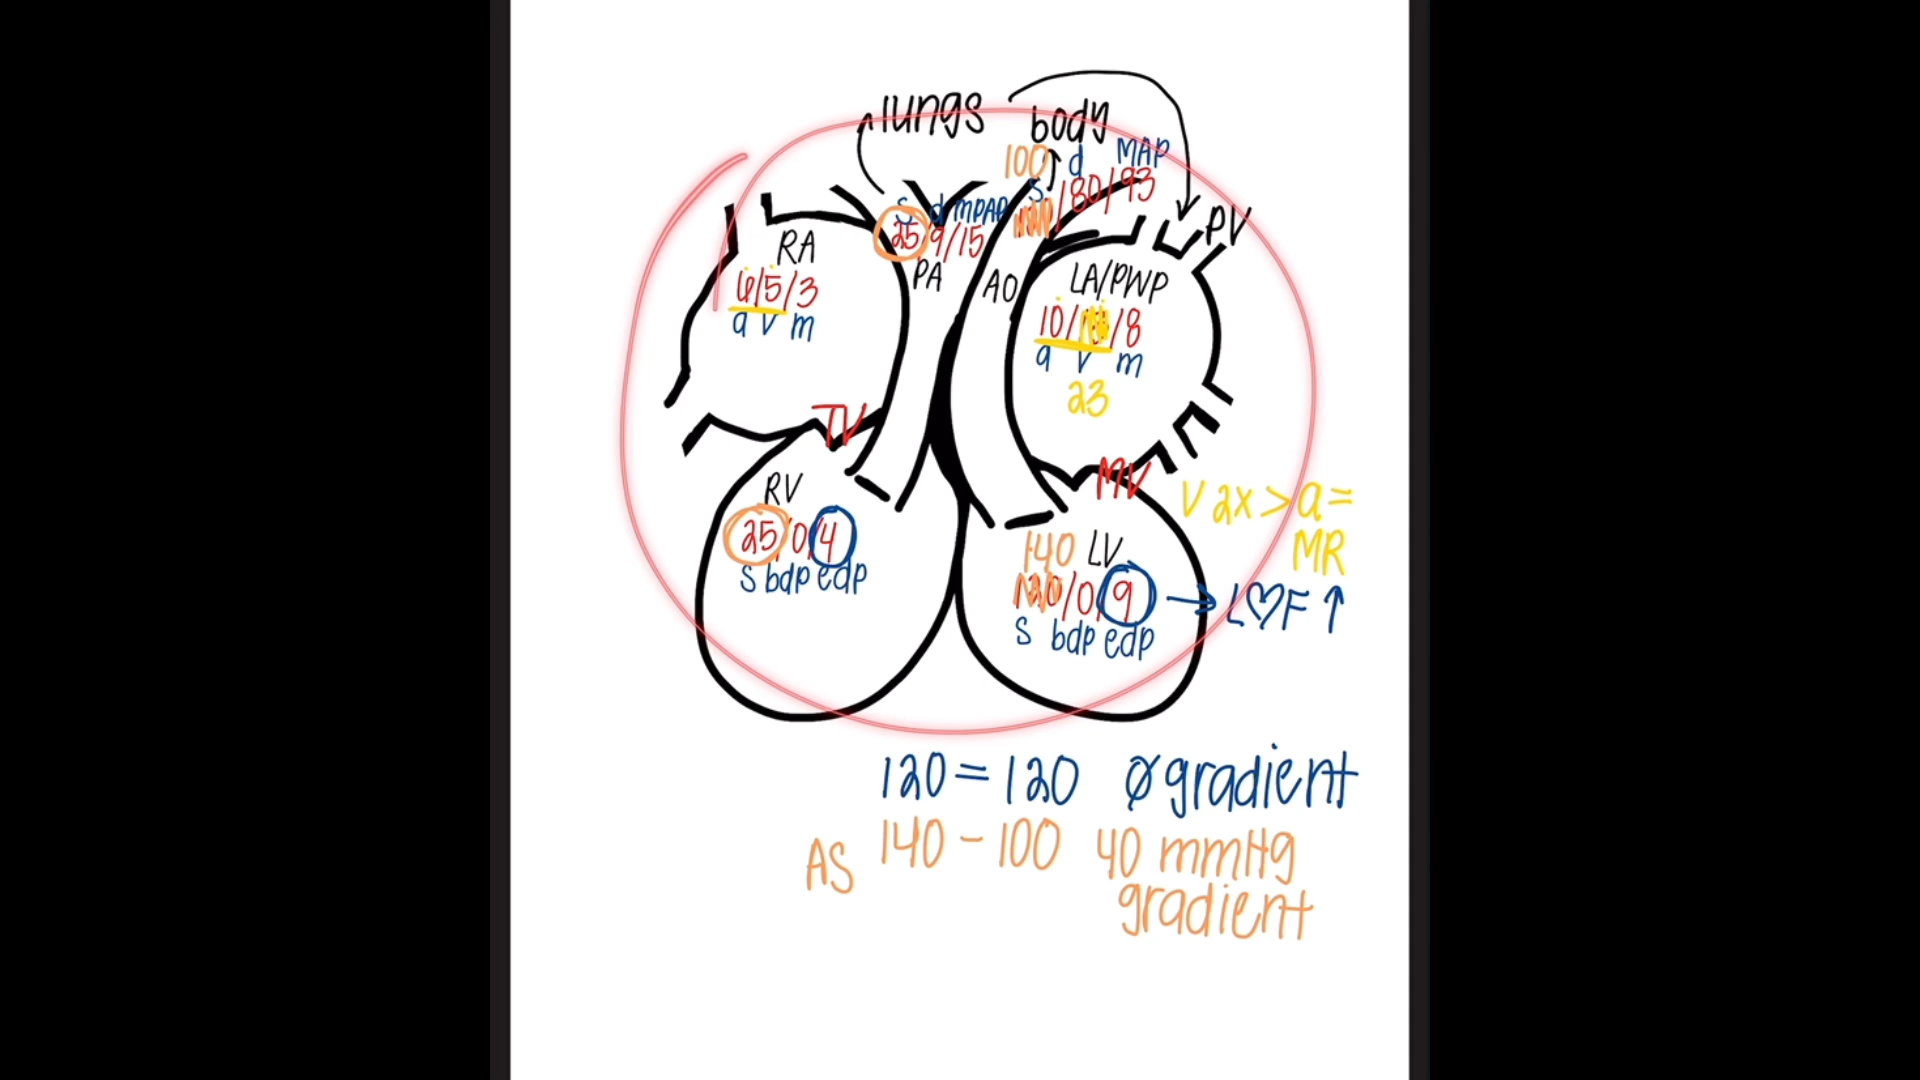 lungs
body
100 d MAP
s
/80/93
s d mPAP
25/9/15
PA
AO
PV
RA
6/5/3
a v m
LA/PWP
10/ /8
a v m
23
TV
MV
RV
25/0/4
s bdp edp
140 LV
120/0/9
s bdp edp
V 2x > a =
MR
→ L♡F ↑
120 = 120 Ø gradient
AS 140 - 100 40 mmHg
gradient